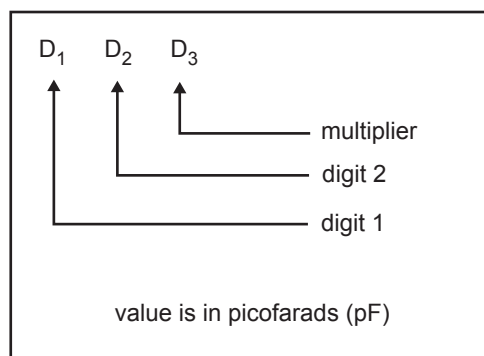 D₁ D₂ D₃
multiplier
digit 2
digit 1
value is in picofarads (pF)